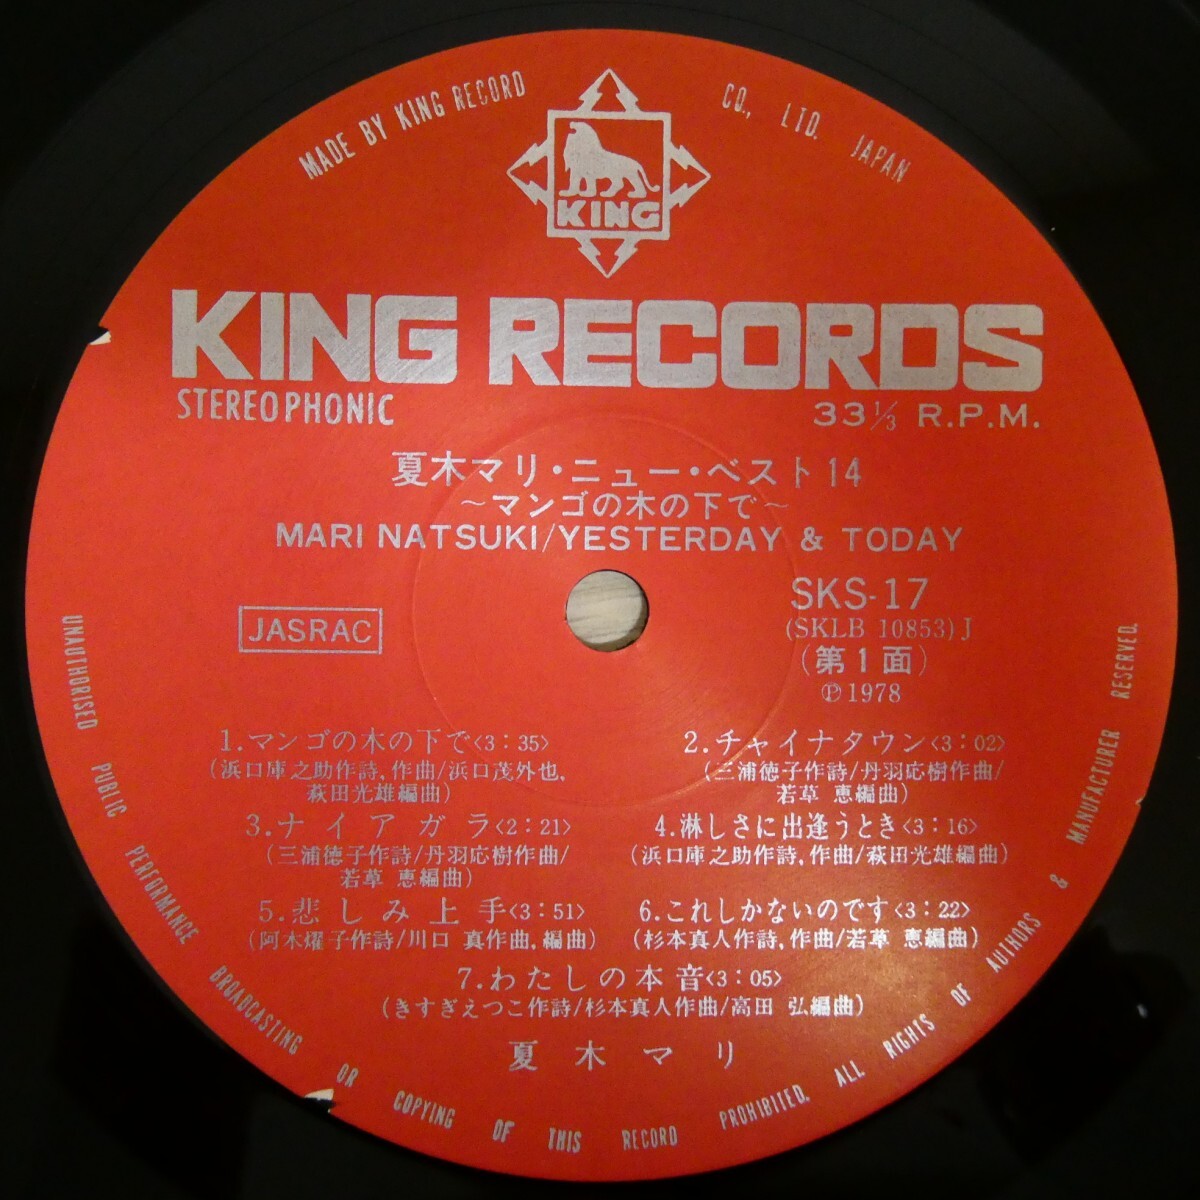 MADE BY KING RECORD CO., LTD. JAPAN
KING
KING RECORDS
STEREOPHONIC
33 1/3 R.P.M.
夏木マリ・ニュー・ベスト14
〜マンゴの木の下で〜
MARI NATSUKI/YESTERDAY & TODAY
JASRAC
SKS-17
(SKLB 10853)J
(第1面)
℗1978
1.マンゴの木の下で<3:35>
(浜口庫之助作詩,作曲/浜口茂外也,
萩田光雄編曲)
2.チャイナタウン<3:02>
(三浦徳子作詩/丹羽応樹作曲/
若草 恵編曲)
3.ナイアガラ<2:21>
(三浦徳子作詩/丹羽応樹作曲/
若草 恵編曲)
4.淋しさに出逢うとき<3:16>
(浜口庫之助作詩,作曲/萩田光雄編曲)
5.悲しみ上手<3:51>
(阿木燿子作詩/川口 真作曲,編曲)
6.これしかないのです<3:22>
(杉本真人作詩,作曲/若草 恵編曲)
7.わたしの本音<3:05>
(きすぎえつこ作詩/杉本真人作曲/高田 弘編曲)
夏木マリ
UNAUTHORISED PUBLIC PERFORMANCE BROADCASTING OR COPYING OF THIS RECORD PROHIBITED. ALL RIGHTS OF AUTHORS & MANUFACTURER RESERVED.